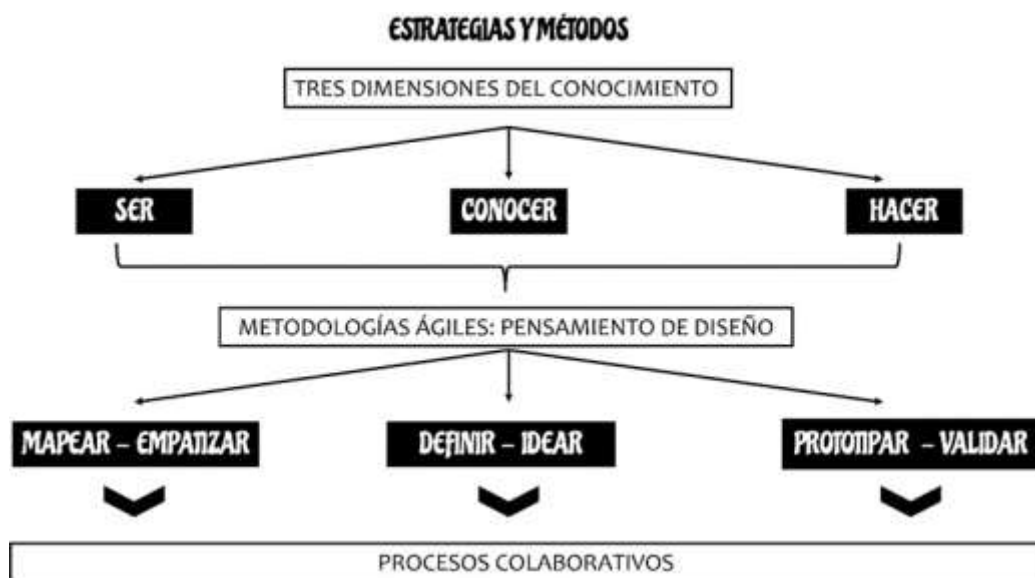 ESTRATEGIAS Y MÉTODOS
TRES DIMENSIONES DEL CONOCIMIENTO
SER
CONOCER
HACER
METODOLOGÍAS ÁGILES: PENSAMIENTO DE DISEÑO
MAPEAR – EMPATIZAR
DEFINIR – IDEAR
PROTOTIPAR – VALIDAR
PROCESOS COLABORATIVOS